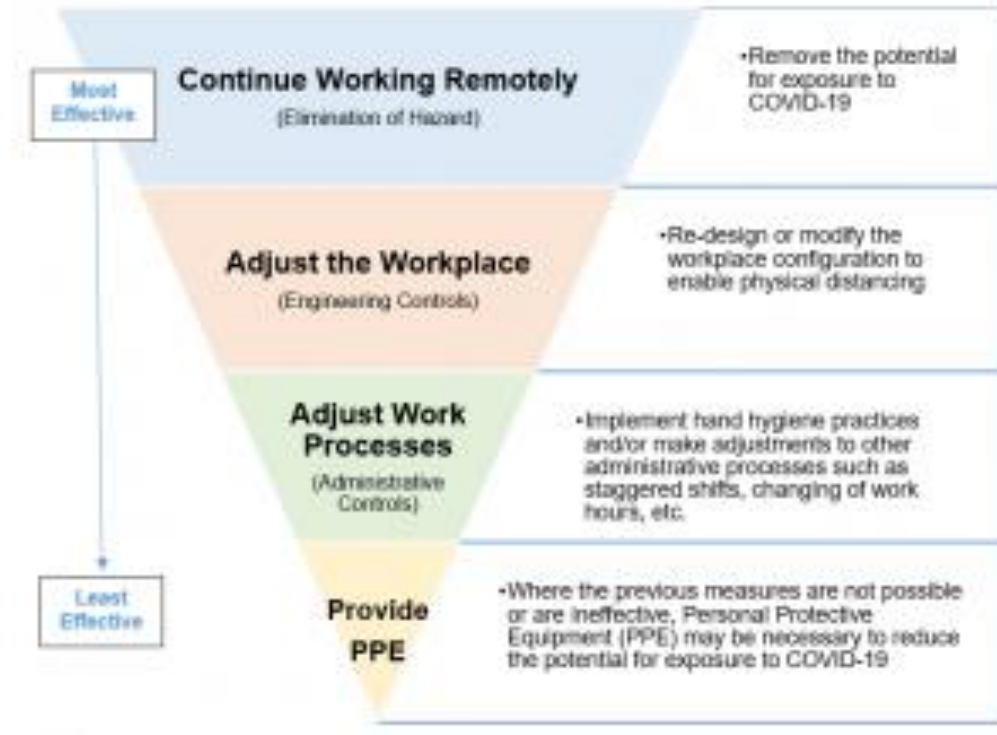 Most
Effective
Continue Working Remotely
(Elimination of Hazard)
•Remove the potential
for exposure to
COVID-19
Adjust the Workplace
(Engineering Controls)
•Re-design or modify the
workplace configuration to
enable physical distancing
Adjust Work
Processes
(Administrative
Controls)
•Implement hand hygiene practices
and/or make adjustments to other
administrative processes such as
staggered shifts, changing of work
hours, etc.
Least
Effective
Provide
PPE
•Where the previous measures are not possible
or are ineffective, Personal Protective
Equipment (PPE) may be necessary to reduce
the potential for exposure to COVID-19